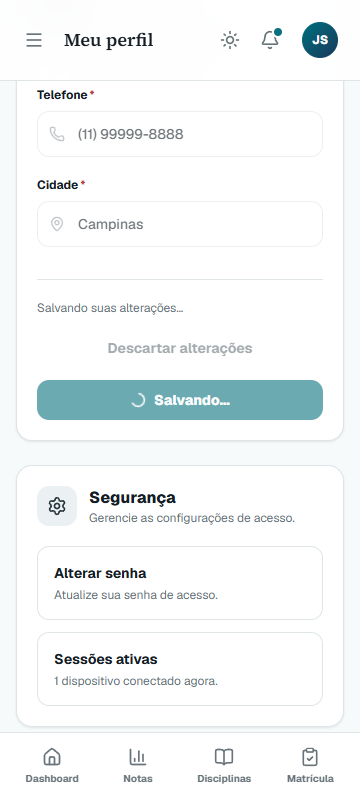 Meu perfil
JS
Telefone *
(11) 99999-8888
Cidade *
Campinas
Salvando suas alterações...
Descartar alterações
Salvando...
Segurança
Gerencie as configurações de acesso.
Alterar senha
Atualize sua senha de acesso.
Sessões ativas
1 dispositivo conectado agora.
Dashboard
Notas
Disciplinas
Matrícula